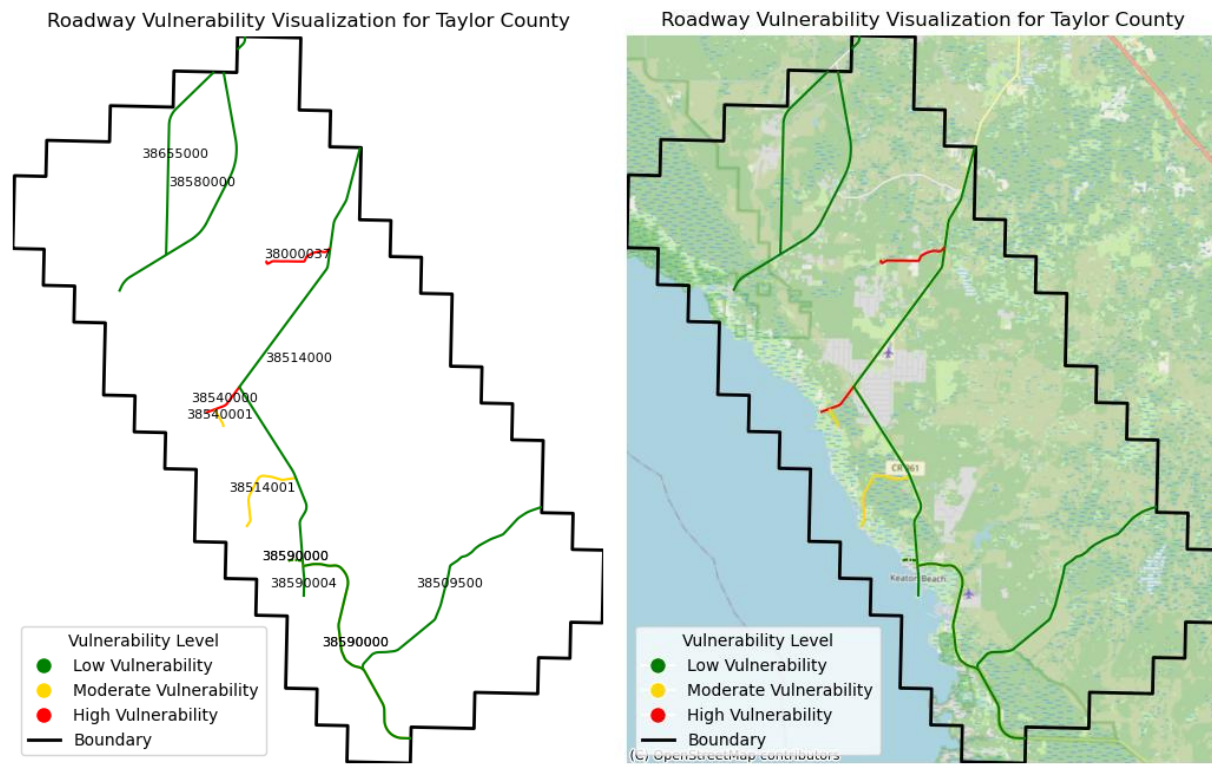 Roadway Vulnerability Visualization for Taylor County
38655000
38580000
38000037
38514000
38540000
38540001
38514001
38590000
38590004
38509500
38590000
Vulnerability Level
Low Vulnerability
Moderate Vulnerability
High Vulnerability
Boundary
Roadway Vulnerability Visualization for Taylor County
CR 361
Keaton Beach
Vulnerability Level
Low Vulnerability
Moderate Vulnerability
High Vulnerability
Boundary
(C) OpenStreetMap contributors